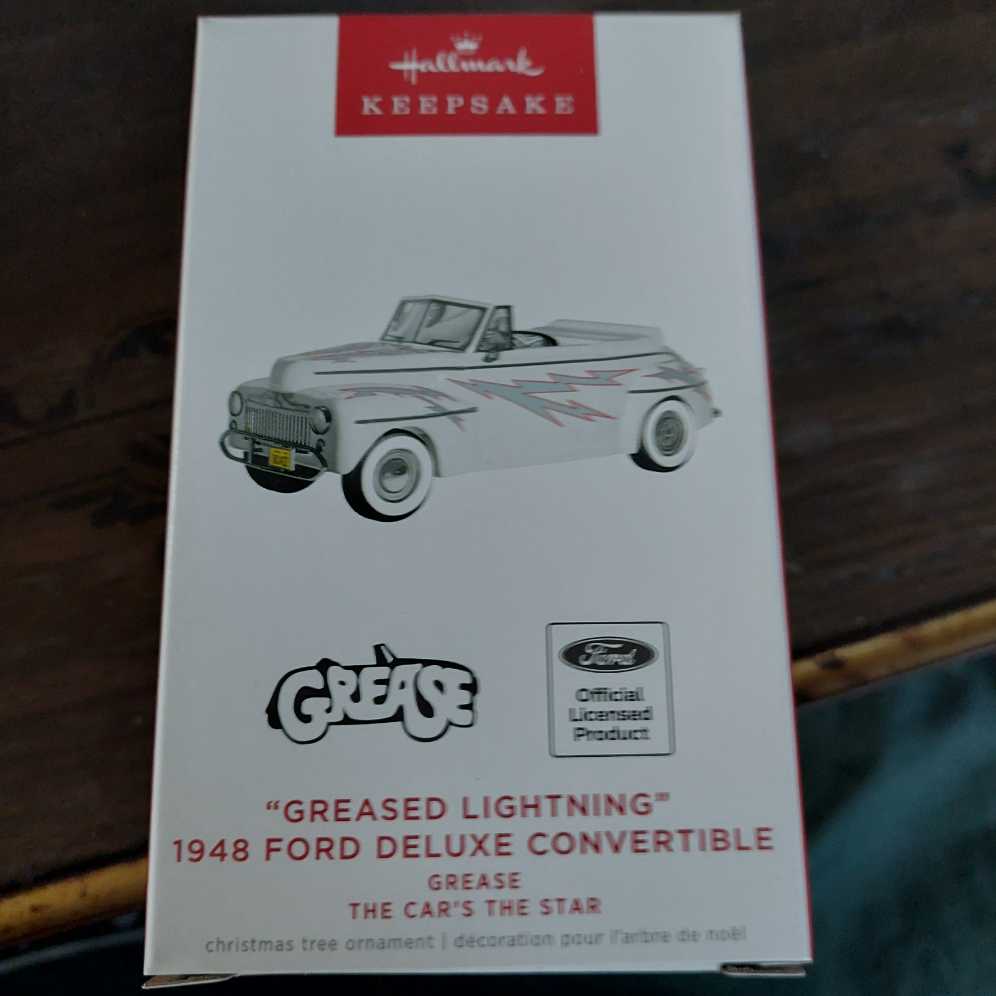 Hallmark
KEEPSAKE
GREASE
Ford
Official
Licensed
Product
“GREASED LIGHTNING”
1948 FORD DELUXE CONVERTIBLE
GREASE
THE CAR'S THE STAR
christmas tree ornament | décoration pour l'arbre de noël